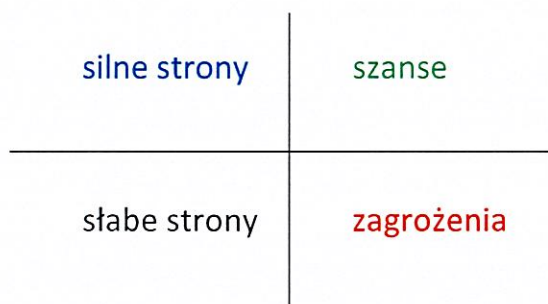 silne strony
szanse
słabe strony
zagrożenia